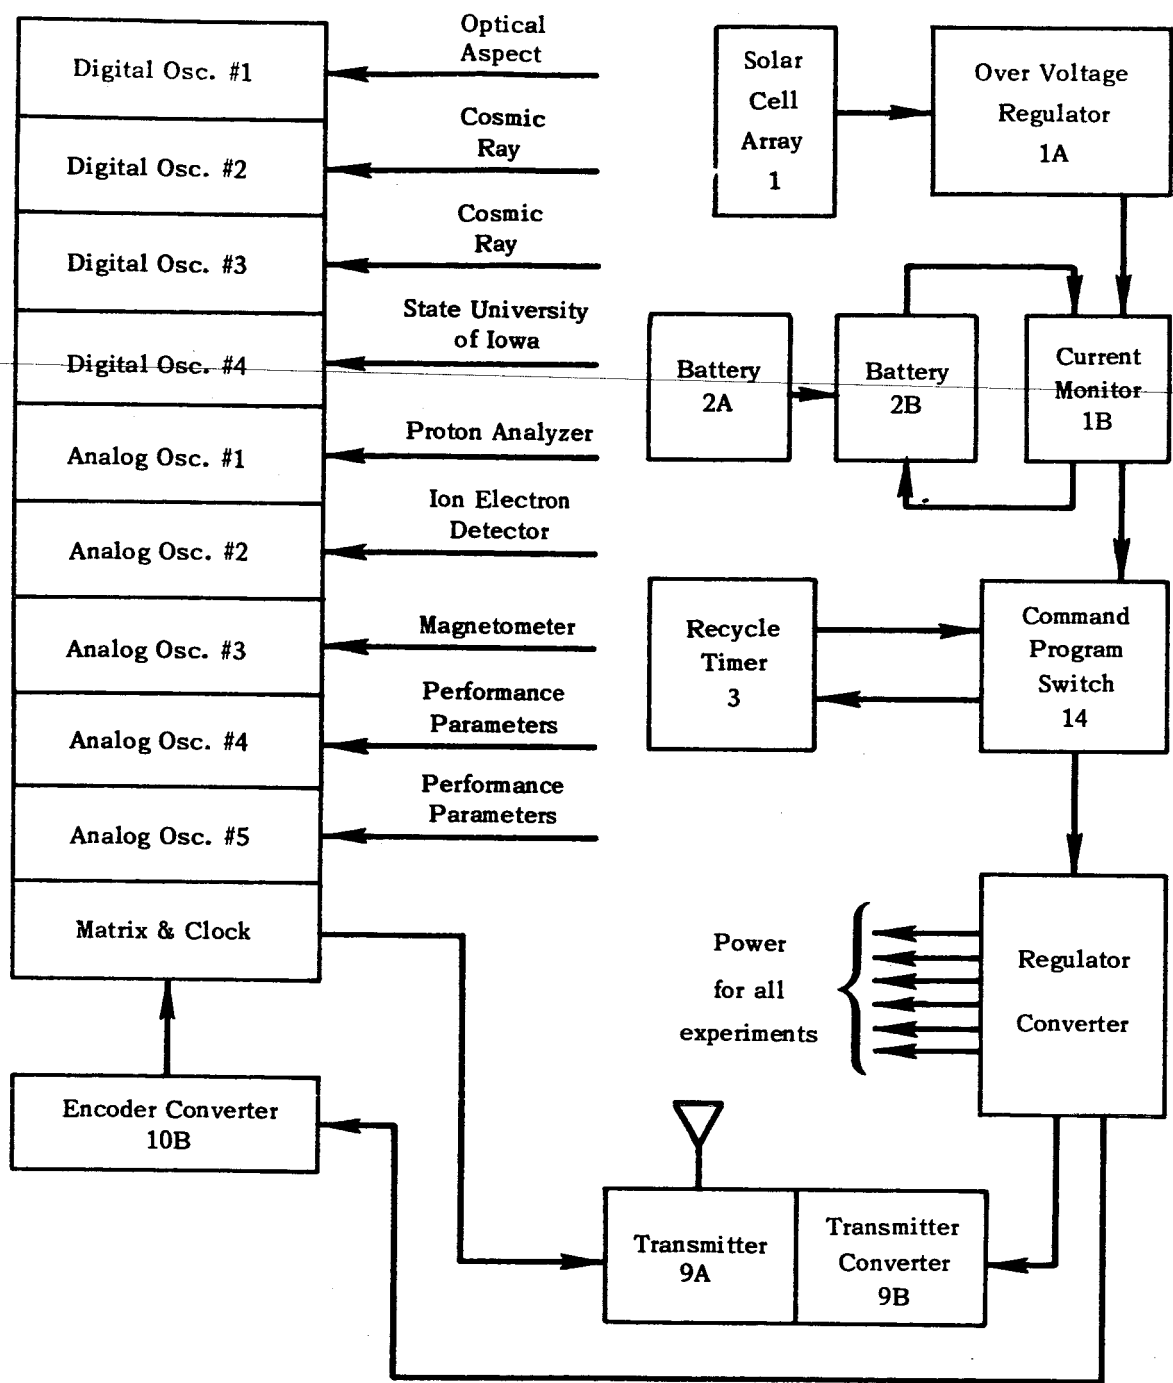 Digital Osc. #1
Digital Osc. #2
Digital Osc. #3
Digital Osc. #4
Analog Osc. #1
Analog Osc. #2
Analog Osc. #3
Analog Osc. #4
Analog Osc. #5
Matrix & Clock
Encoder Converter
10B
Optical
Aspect
Cosmic
Ray
Cosmic
Ray
State University
of Iowa
Proton Analyzer
Ion Electron
Detector
Magnetometer
Performance
Parameters
Performance
Parameters
Solar
Cell
Array
1
Over Voltage
Regulator
1A
Battery
2A
Battery
2B
Current
Monitor
1B
Recycle
Timer
3
Command
Program
Switch
14
Power
for all
experiments
Regulator
Converter
Transmitter
9A
Transmitter
Converter
9B